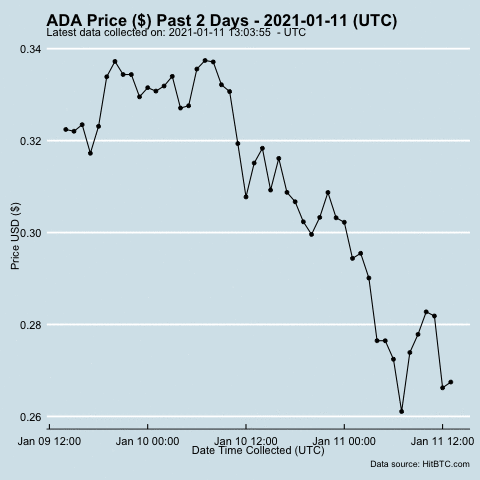 ADA Price ($) Past 2 Days - 2021-01-11 (UTC)
Latest data collected on: 2021-01-11 13:03:55 - UTC
0.34
0.32
0.30
0.28
0.26
Price USD ($)
Jan 09 12:00 Jan 10 00:00 Jan 10 12:00 Jan 11 00:00 Jan 11 12:00
Date Time Collected (UTC)
Data source: HitBTC.com